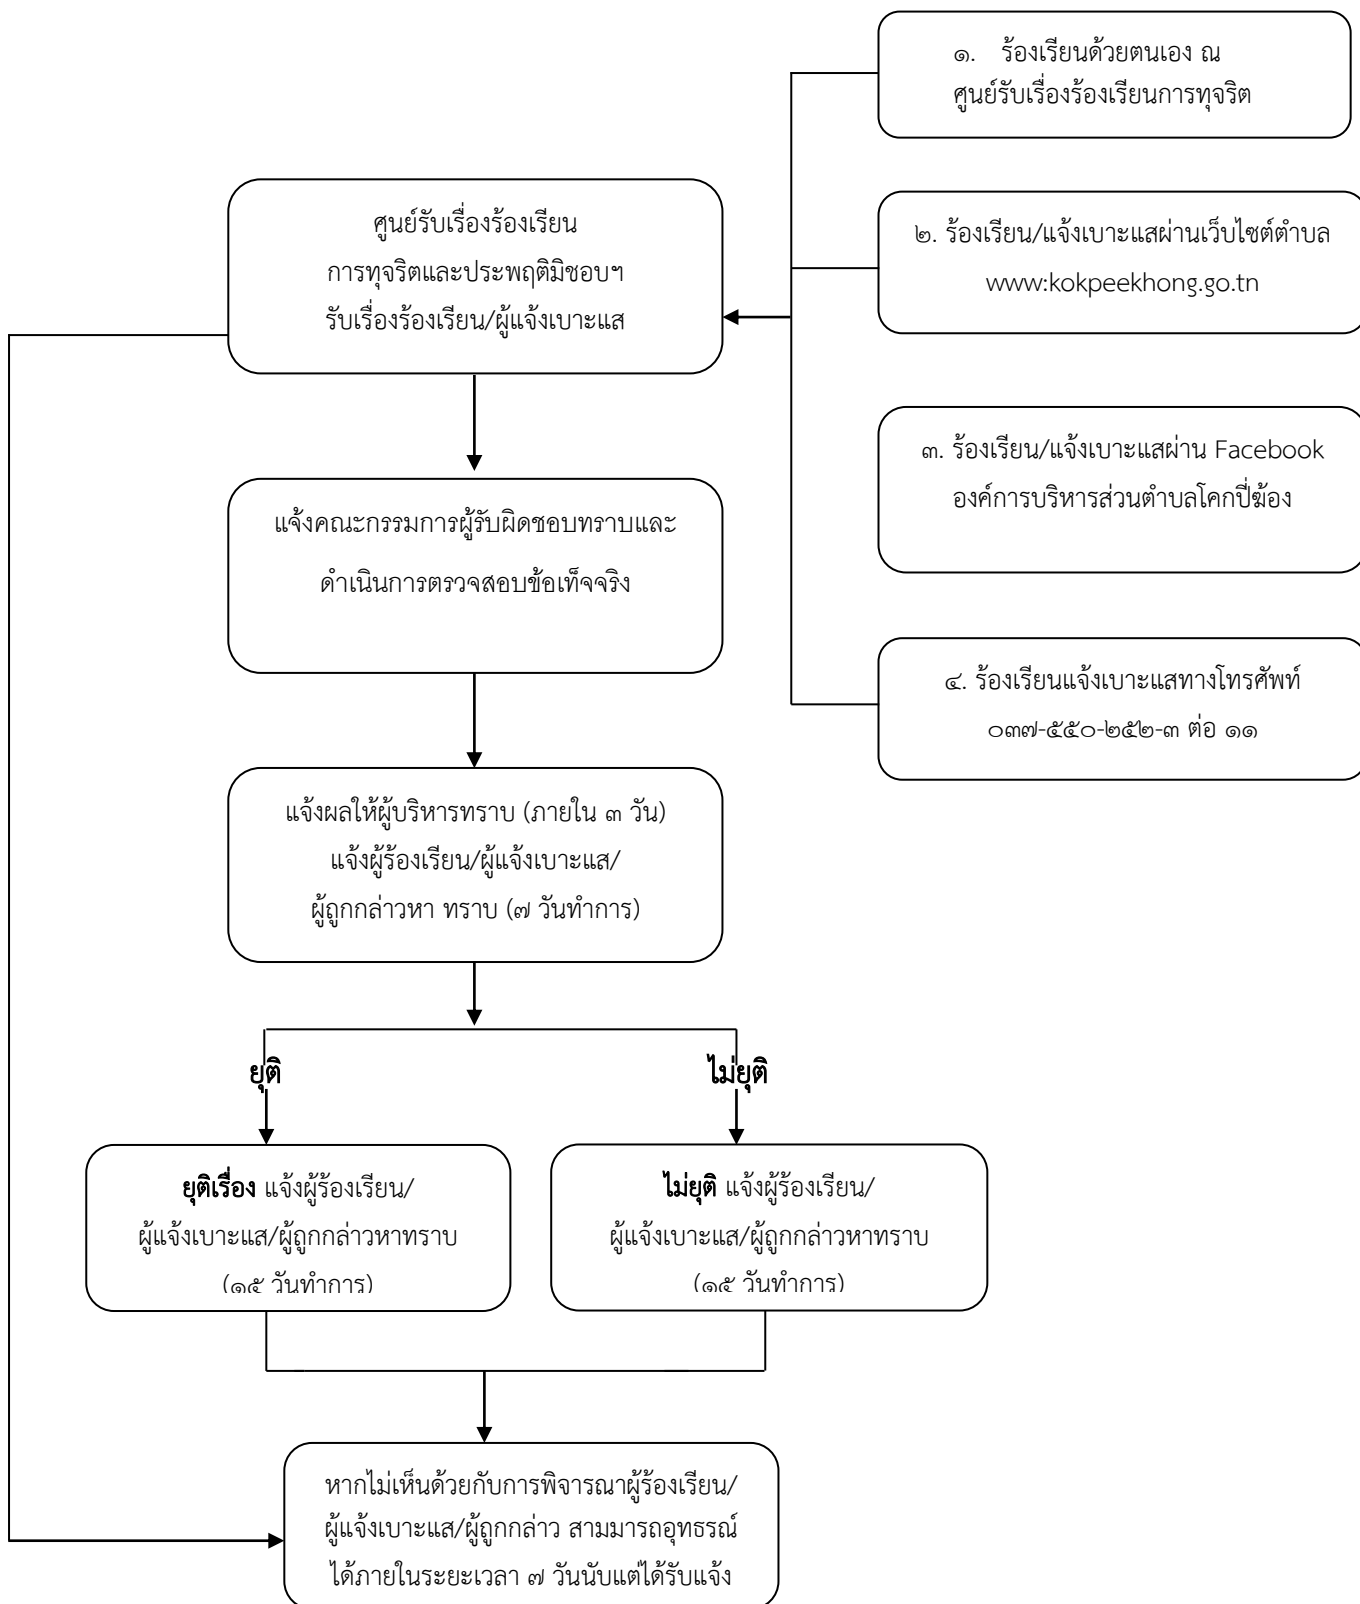 ๑. ร้องเรียนด้วยตนเอง ณ
ศูนย์รับเรื่องร้องเรียนการทุจริต
ศูนย์รับเรื่องร้องเรียน
การทุจริตและประพฤติมิชอบฯ
รับเรื่องร้องเรียน/ผู้แจ้งเบาะแส
๒. ร้องเรียน/แจ้งเบาะแสผ่านเว็บไซต์ตำบล
www:kokpeekhong.go.tn
๓. ร้องเรียน/แจ้งเบาะแสผ่าน Facebook
องค์การบริหารส่วนตำบลโคกปี่ฆ้อง
แจ้งคณะกรรมการผู้รับผิดชอบทราบและ
ดำเนินการตรวจสอบข้อเท็จจริง
๔. ร้องเรียนแจ้งเบาะแสทางโทรศัพท์
๐๓๗-๕๕๐-๒๕๒-๓ ต่อ ๑๑
แจ้งผลให้ผู้บริหารทราบ (ภายใน ๓ วัน)
แจ้งผู้ร้องเรียน/ผู้แจ้งเบาะแส/
ผู้ถูกกล่าวหา ทราบ (๗ วันทำการ)
ยุติ
ไม่ยุติ
ยุติเรื่อง แจ้งผู้ร้องเรียน/
ผู้แจ้งเบาะแส/ผู้ถูกกล่าวหาทราบ
(๑๕ วันทำการ)
ไม่ยุติ แจ้งผู้ร้องเรียน/
ผู้แจ้งเบาะแส/ผู้ถูกกล่าวหาทราบ
(๑๕ วันทำการ)
หากไม่เห็นด้วยกับการพิจารณาผู้ร้องเรียน/
ผู้แจ้งเบาะแส/ผู้ถูกกล่าว สามมารถอุทธรณ์
ได้ภายในระยะเวลา ๗ วันนับแต่ได้รับแจ้ง